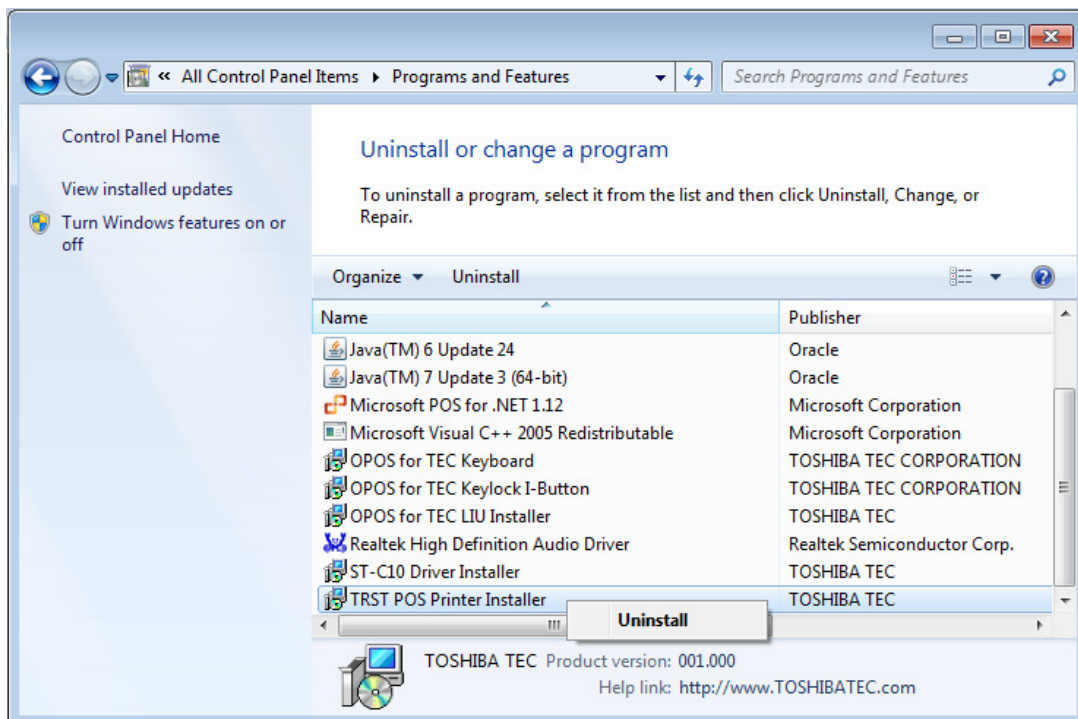 « All Control Panel Items ▸ Programs and Features
Search Programs and Features
Control Panel Home
View installed updates
Turn Windows features on or
off
Uninstall or change a program
To uninstall a program, select it from the list and then click Uninstall, Change, or
Repair.
Organize Uninstall
Name Publisher
Java(TM) 6 Update 24 Oracle
Java(TM) 7 Update 3 (64-bit) Oracle
Microsoft POS for .NET 1.12 Microsoft Corporation
Microsoft Visual C++ 2005 Redistributable Microsoft Corporation
OPOS for TEC Keyboard TOSHIBA TEC CORPORATION
OPOS for TEC Keylock I-Button TOSHIBA TEC CORPORATION
OPOS for TEC LIU Installer TOSHIBA TEC
Realtek High Definition Audio Driver Realtek Semiconductor Corp.
ST-C10 Driver Installer TOSHIBA TEC
TRST POS Printer Installer TOSHIBA TEC
Uninstall
TOSHIBA TEC Product version: 001.000
Help link: http://www.TOSHIBATEC.com